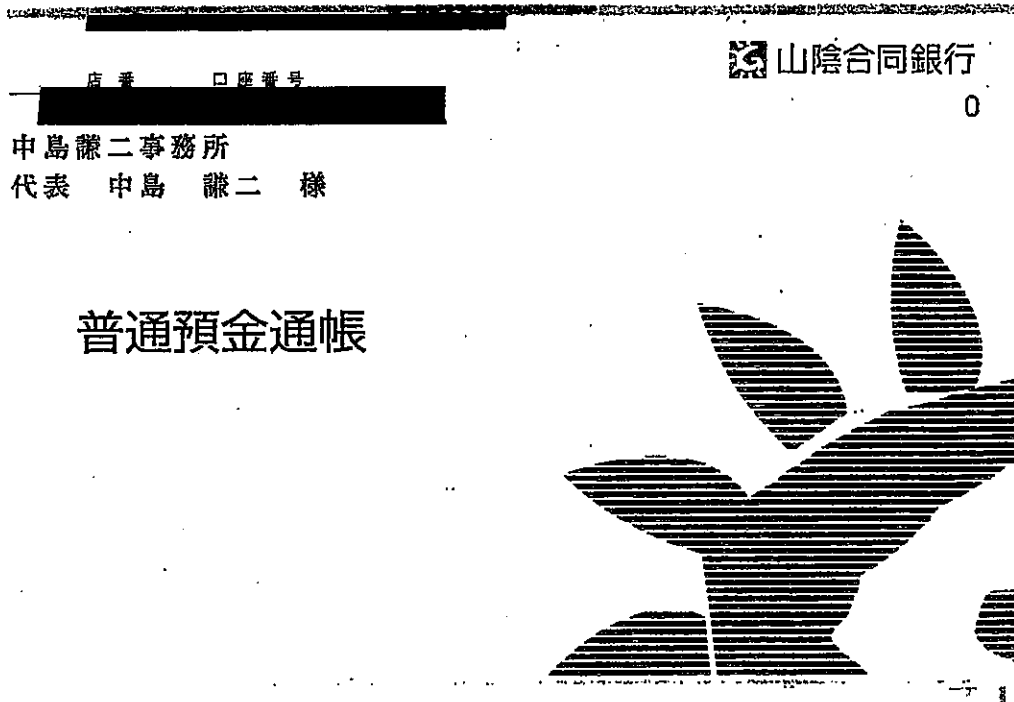 山陰合同銀行
0
店番 口座番号
中島謙二事務所
代表 中島 謙二 様
普通預金通帳